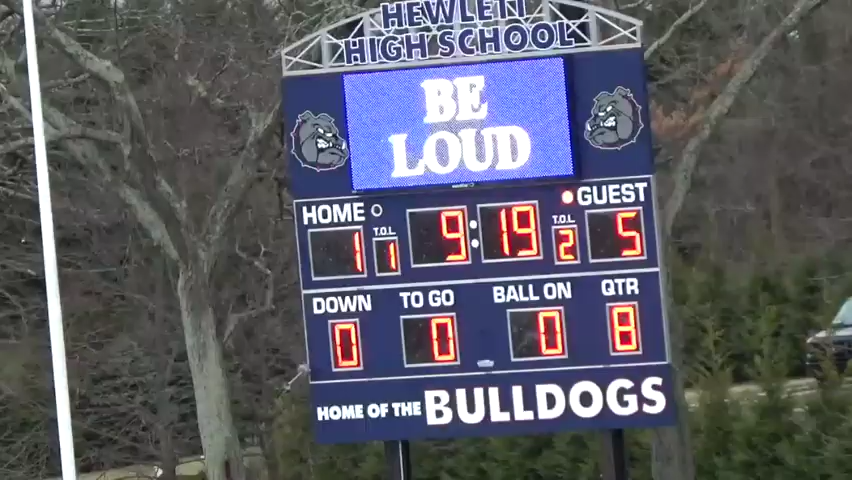 HEWLETT
HIGH SCHOOL
BE
LOUD
HOME GUEST
T.O.L. T.O.L.
1 1 9:19 2 5
DOWN TO GO BALL ON QTR
0 0 0 8
HOME OF THE BULLDOGS